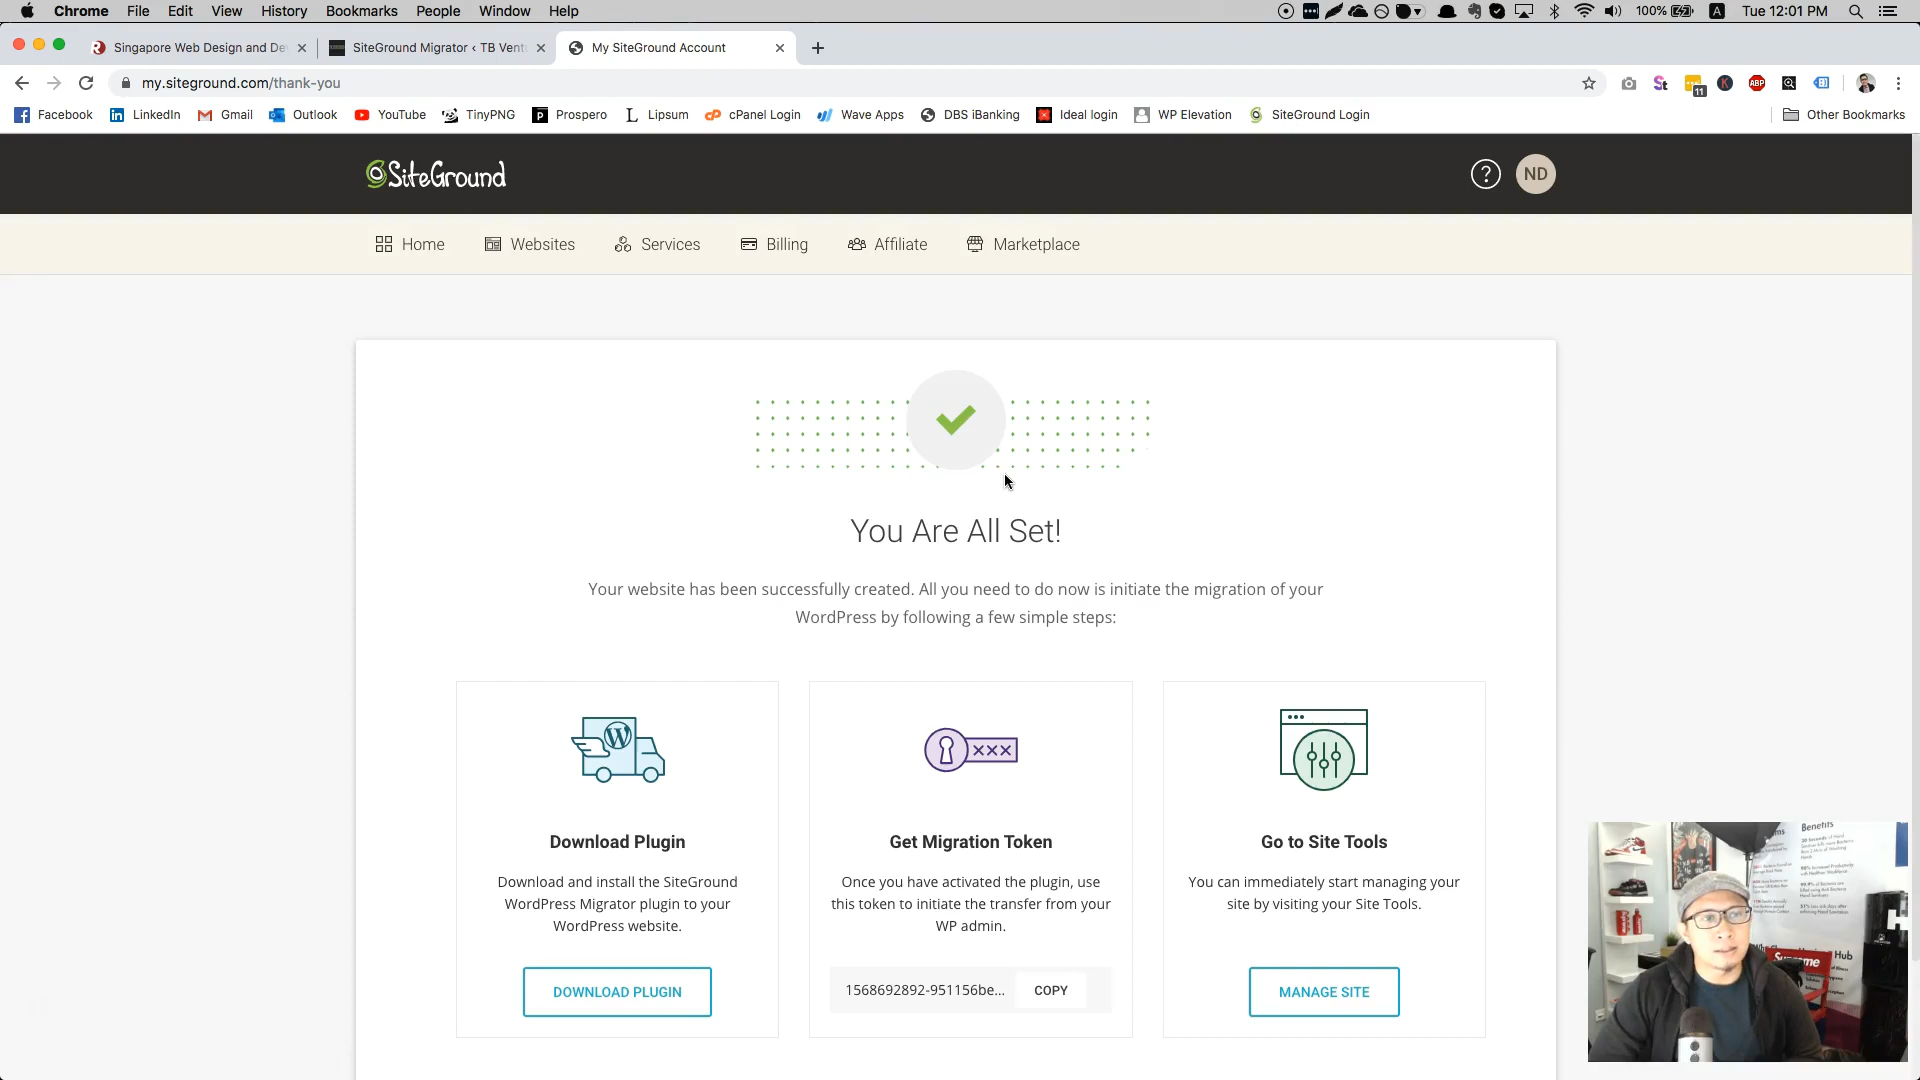 Chrome File Edit View History Bookmarks People Window Help 100% A Tue 12:01 PM
Singapore Web Design and De SiteGround Migrator ‹ TB Vent My SiteGround Account
my.siteground.com/thank-you 11 ABP
Facebook LinkedIn Gmail Outlook YouTube TinyPNG Prospero Lipsum cPanel Login Wave Apps DBS iBanking Ideal login WP Elevation SiteGround Login Other Bookmarks
SiteGround ? ND
Home Websites Services Billing Affiliate Marketplace
You Are All Set!
Your website has been successfully created. All you need to do now is initiate the migration of your
WordPress by following a few simple steps:
W
XXX
Download Plugin
Download and install the SiteGround
WordPress Migrator plugin to your
WordPress website.
DOWNLOAD PLUGIN
Get Migration Token
Once you have activated the plugin, use
this token to initiate the transfer from your
WP admin.
1568692892-951156be... COPY
Go to Site Tools
You can immediately start managing your
site by visiting your Site Tools.
MANAGE SITE
Benefits
Hub
Supreme